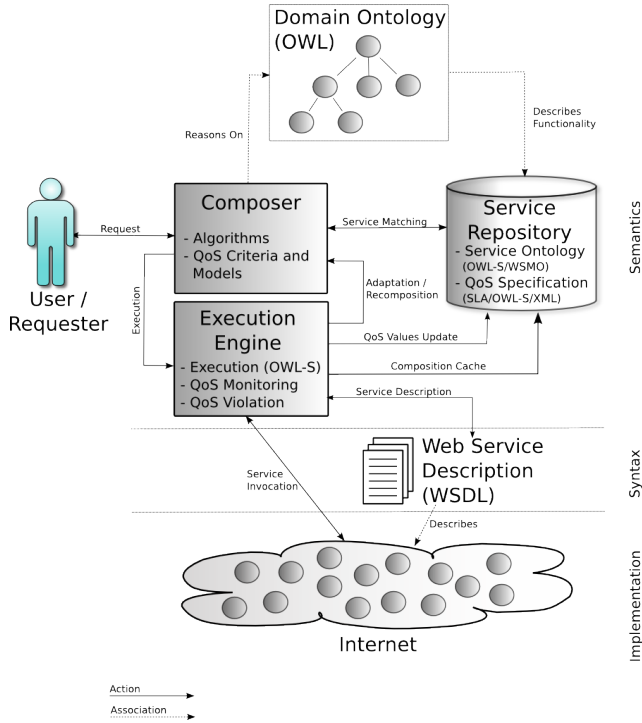 Domain Ontology
(OWL)
Reasons On
Describes
Functionality
Composer
- Algorithms
- QoS Criteria and
Models
Request
Service Matching
Service
Repository
- Service Ontology
(OWL-S/WSMO)
- QoS Specification
(SLA/OWL-S/XML)
Semantics
User /
Requester
Execution
Adaptation /
Recomposition
Execution
Engine
- Execution (OWL-S)
- QoS Monitoring
- QoS Violation
QoS Values Update
Composition Cache
Service Description
Web Service
Description
(WSDL)
Syntax
Service
Invocation
Describes
Internet
Implementation
Action
Association